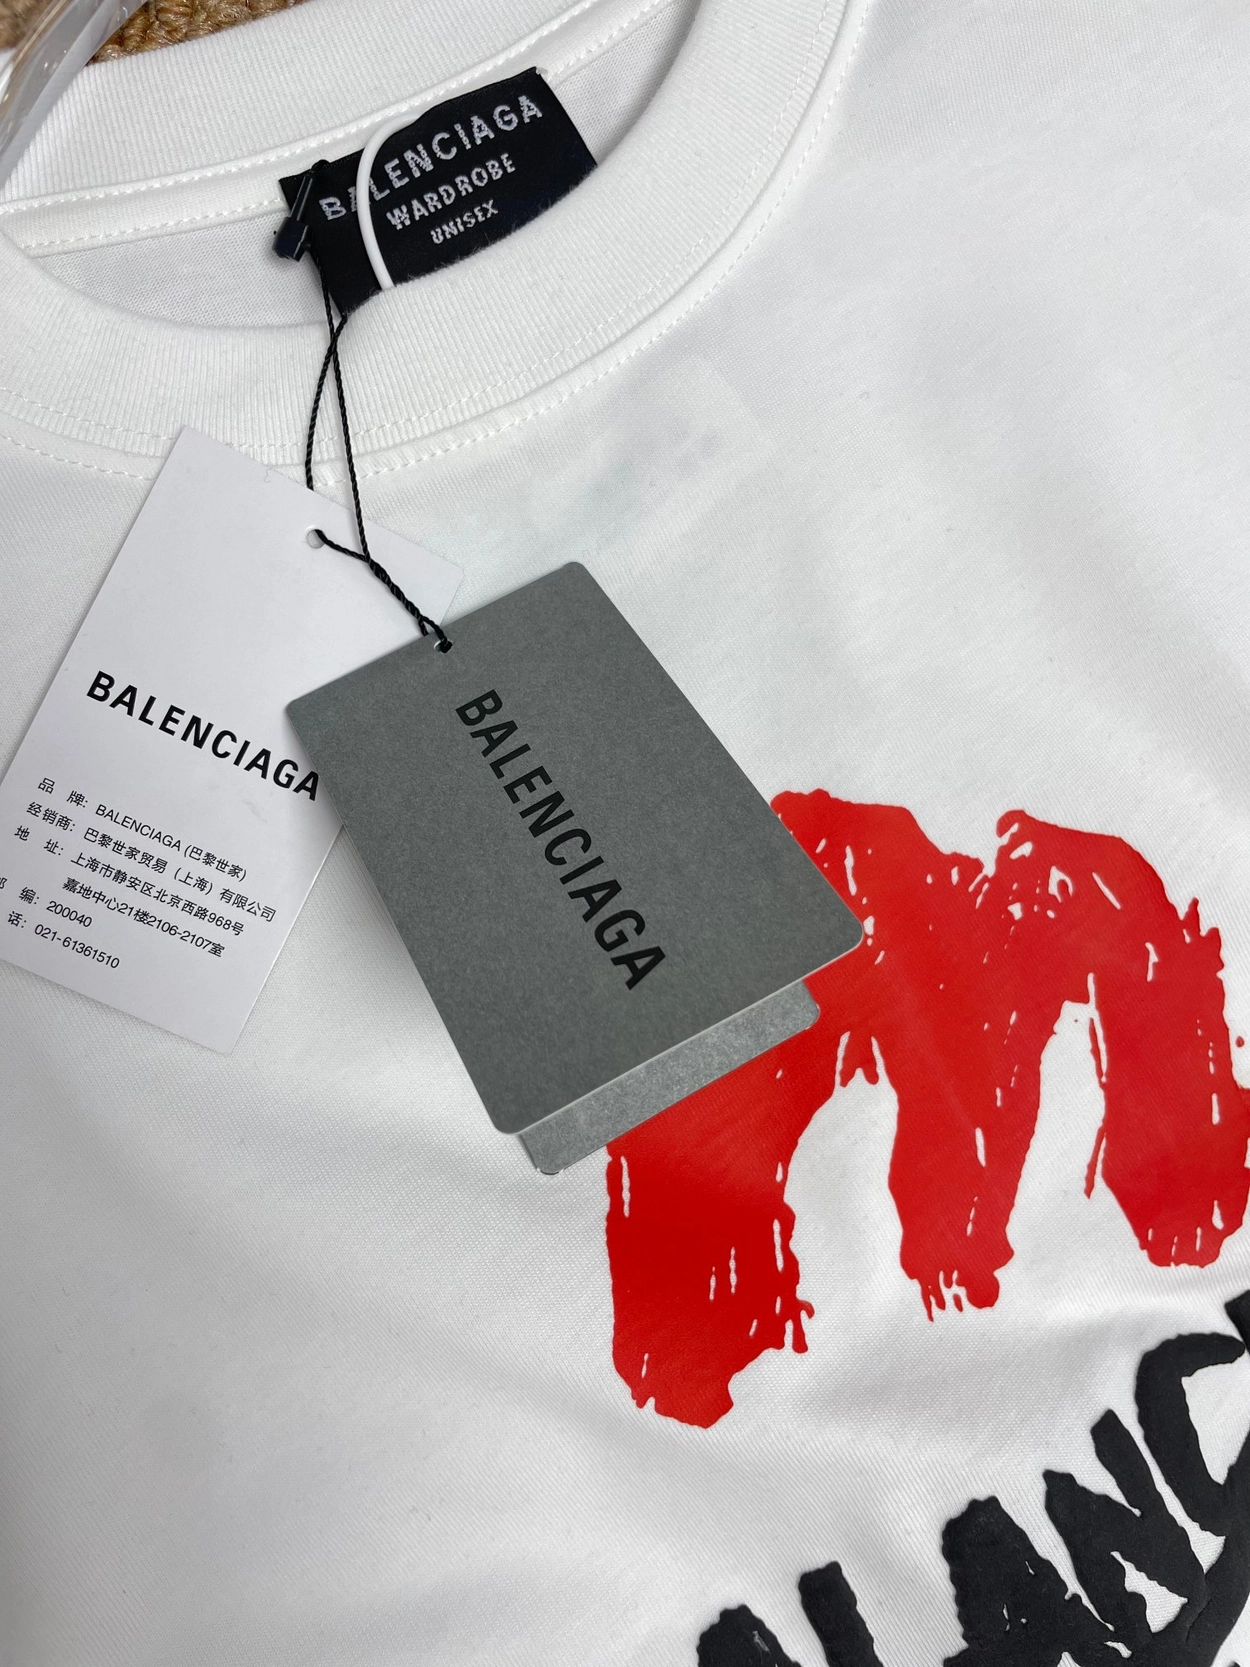 BALENCIAGA
WARDROBE
UNISEX
BALENCIAGA
品 牌: BALENCIAGA (巴黎世家)
经销商: 巴黎世家贸易（上海）有限公司
地 址: 上海市静安区北京西路968号
嘉地中心21楼2106-2107室
编: 200040
话: 021-61361510
BALENCIAGA
ALANC